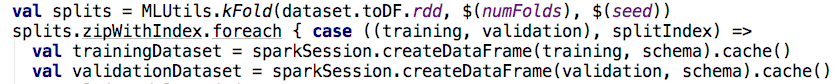 val splits = MLUtils.kFold(dataset.toDF.rdd, $(numFolds), $(seed))
splits.zipWithIndex.foreach { case ((training, validation), splitIndex) =>
val trainingDataset = sparkSession.createDataFrame(training, schema).cache()
val validationDataset = sparkSession.createDataFrame(validation, schema).cache()